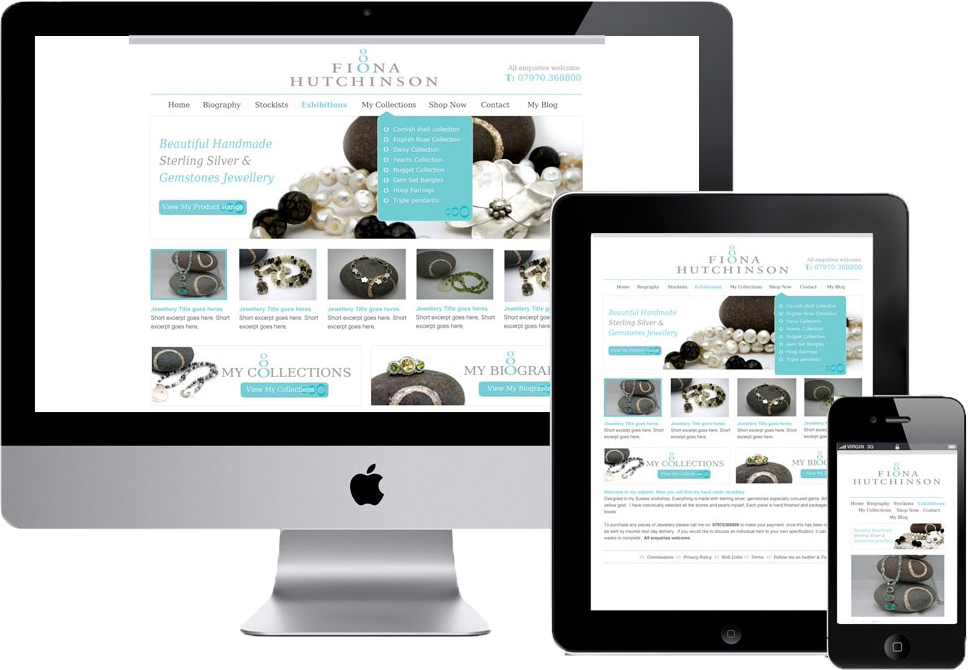 FIONA
HUTCHINSON
All enquiries welcome
T: 07970 368800
Home Biography Stockists Exhibitions My Collections Shop Now Contact My Blog
Beautiful Handmade
Sterling Silver &
Gemstones Jewellery
View My Product Range
Cornish shell collection
English Rose Collection
Daisy Collection
Hearts Collection
Nugget Collection
Gem Set Bangles
Hoop Earrings
Triple pendants:
Jewellery Title goes heres
Short excerpt goes here, Short
excerpt goes here,
Jewellery Title goes heres
Short excerpt goes here, Short
excerpt goes here,
Jewellery Title goes heres
Short excerpt goes here, Short
excerpt goes here,
Jewellery Title goes heres
Short excerpt goes here, Short
excerpt goes here,
Jewellery Title
Short excerpt
excerpt goes
MY COLLECTIONS
View My Collections
MY BIOGRA
View My Biograp
FIONA
HUTCHINSON
All enquiries welcome
T: 07970 368800
Home Biography Stockists Exhibitions My Collections Shop Now Contact My Blog
Beautiful Handmade
Sterling Silver &
Gemstones Jewellery
View My Product Range
Cornish shell collection
English Rose Collection
Daisy Collection
Hearts Collection
Nugget Collection
Gem Set Bangles
Hoop Earrings
Triple pendants:
Jewellery Title goes heres
Short excerpt goes here, Short
excerpt goes here,
Jewellery Title goes heres
Short excerpt goes here, Short
excerpt goes here,
Jewellery Title goes heres
Short excerpt goes here, Short
excerpt goes here,
Jewellery
Short exce
excerpt go
MY COLLECTIONS
View My Collections
MY BIO
View My
Welcome to my website, Here you will find my hand made Jewellery
Designed in my Sussex workshop. Everything is made with sterling silver, gemstones especially coloured gems,
yellow gold. I have individually selected all the stones and pearls myself. Each piece is hand finished and packaged
boxes.
To purchase any pieces of Jewellery please call me on 07970368800 to make your payment, once this has been
be sent by insured next day delivery. if you would like to discuss an individual item to your own specification, it can
weeks to complete. All enquiries welcome.
Commissions Privacy Policy Web Links Terms Follow me on twitter & Fa
VIRGIN 3G
FIONA
HUTCHINSON
Home Biography Stockists Exhibitions
My Collections Shop Now Contact
My Blog
Beautiful Handmade
Sterling Silver &
Gemstones Jewellery